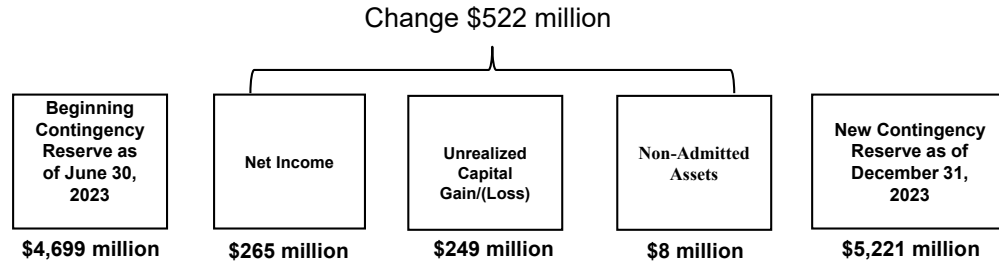 Change $522 million
Beginning
Contingency
Reserve as
of June 30,
2023
Net Income
Unrealized
Capital
Gain/(Loss)
Non-Admitted
Assets
New Contingency
Reserve as of
December 31,
2023
$4,699 million
$265 million
$249 million
$8 million
$5,221 million